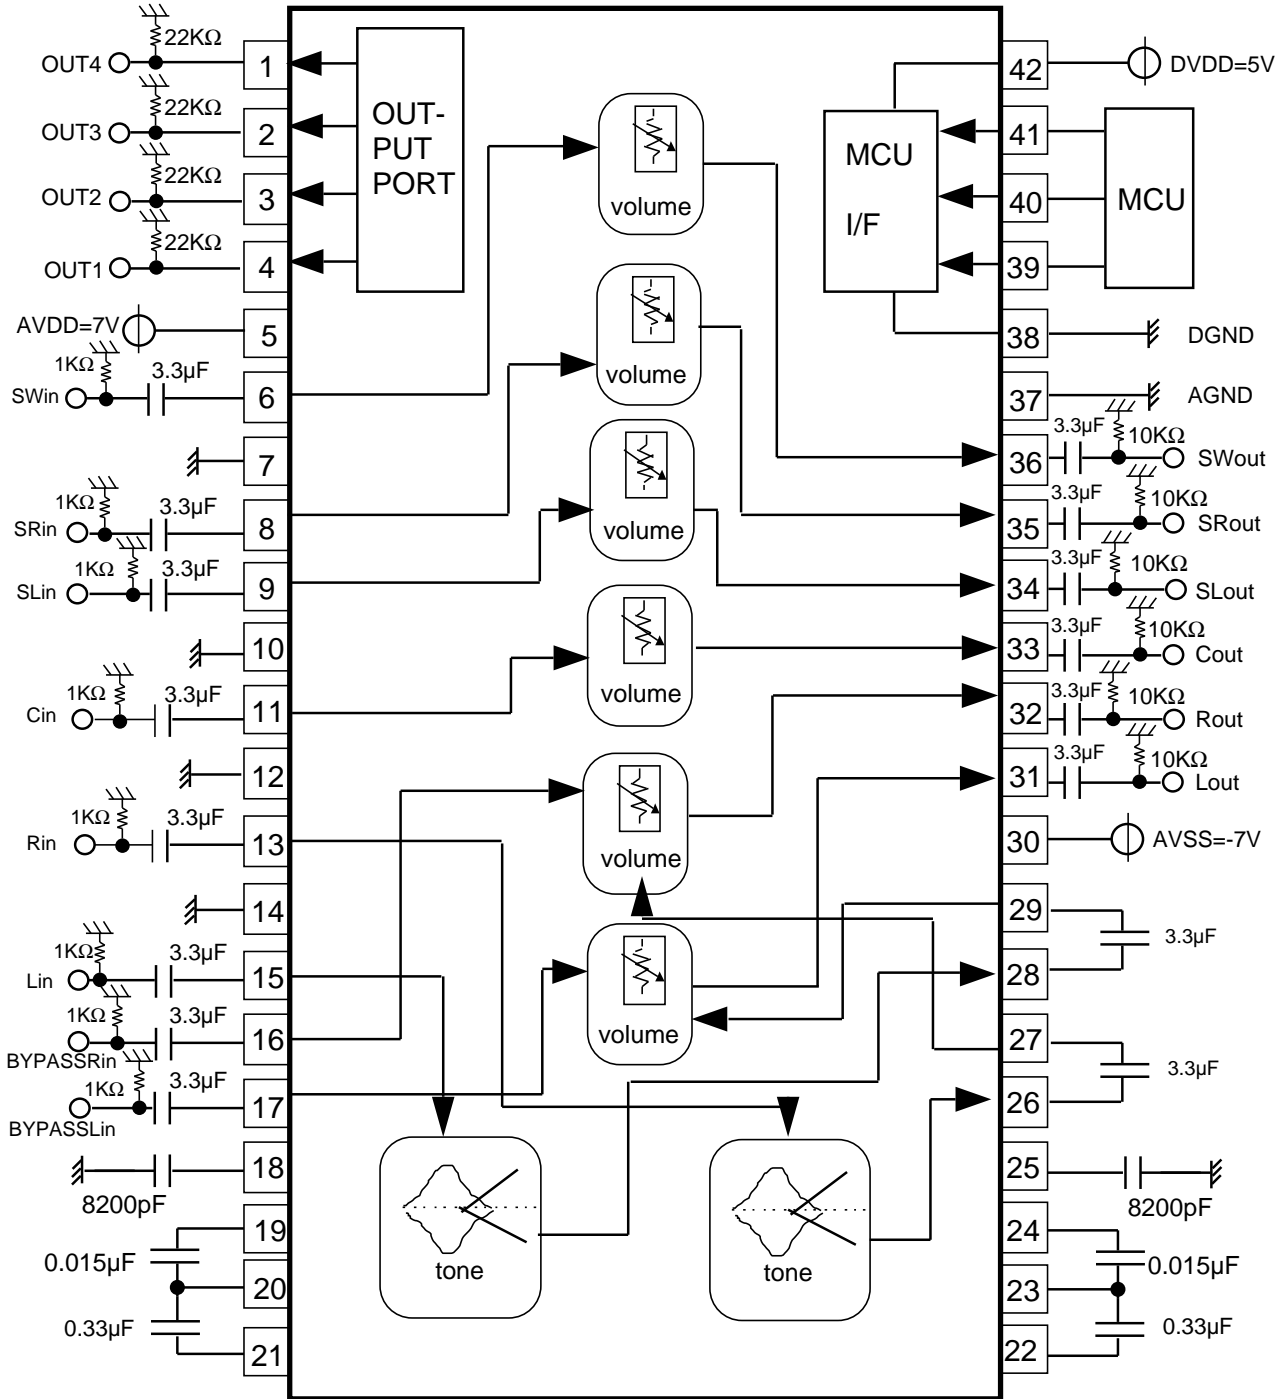 22KΩ
OUT4
1
22KΩ
OUT3
2
22KΩ
OUT2
3
22KΩ
OUT1
4
OUT-
PUT
PORT
AVDD=7V
5
1KΩ
3.3µF
SWin
6
7
1KΩ
3.3µF
SRin
8
1KΩ
3.3µF
SLin
9
10
1KΩ
3.3µF
Cin
11
12
1KΩ
3.3µF
Rin
13
14
1KΩ
3.3µF
Lin
15
1KΩ
3.3µF
BYPASSRin
16
1KΩ
3.3µF
BYPASSLin
17
18
8200pF
19
0.015µF
20
0.33µF
21
volume
volume
volume
volume
volume
volume
tone
tone
MCU
I/F
MCU
42
DVDD=5V
41
40
39
38
DGND
37
AGND
3.3µF
10KΩ
36
SWout
3.3µF
10KΩ
35
SRout
3.3µF
10KΩ
34
SLout
3.3µF
10KΩ
33
Cout
3.3µF
10KΩ
32
Rout
3.3µF
10KΩ
31
Lout
30
AVSS=-7V
29
3.3µF
28
27
3.3µF
26
25
8200pF
24
0.015µF
23
0.33µF
22